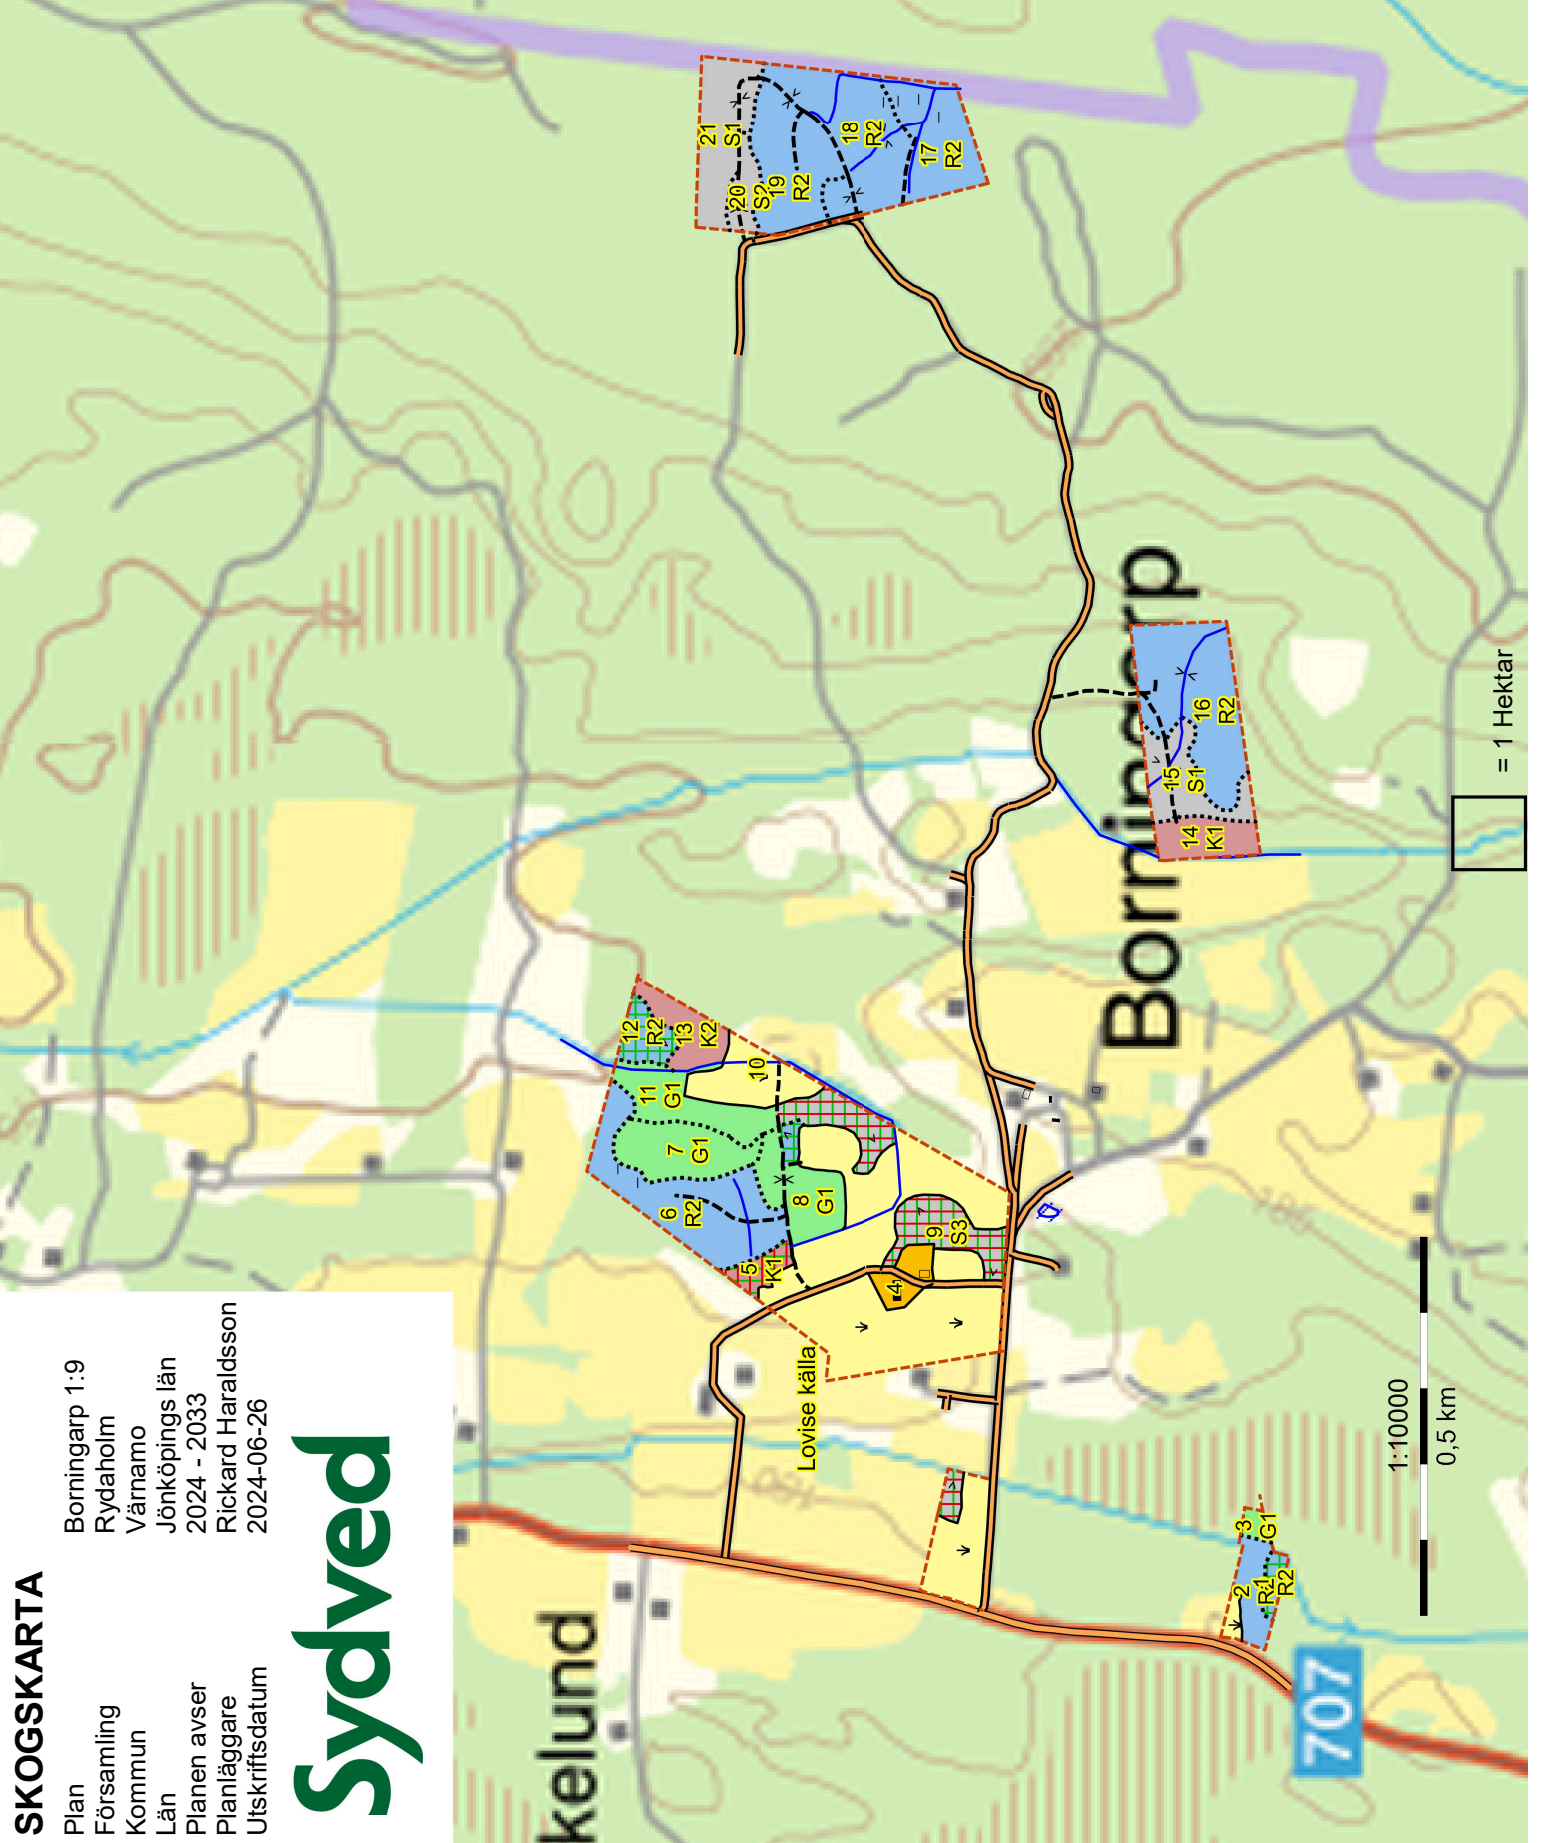 SKOGSKARTA
Plan Borningarp 1:9
Församling Rydaholm
Kommun Värnamo
Län Jönköpings län
Planen avser 2024 - 2033
Planläggare Rickard Haraldsson
Utskriftsdatum 2024-06-26
Sydved
kelund
Lovise källa
Borningarp
707
21
S1
20
S2
19
R2
18
R2
17
R2
12
R2
13
K2
11
G1
10
7
G1
6
R2
8
G1
5
K1
9
S3
4
16
R2
15
S1
14
K1
3
G1
2
R2
1
R2
180
1:10000
0,5 km
= 1 Hektar